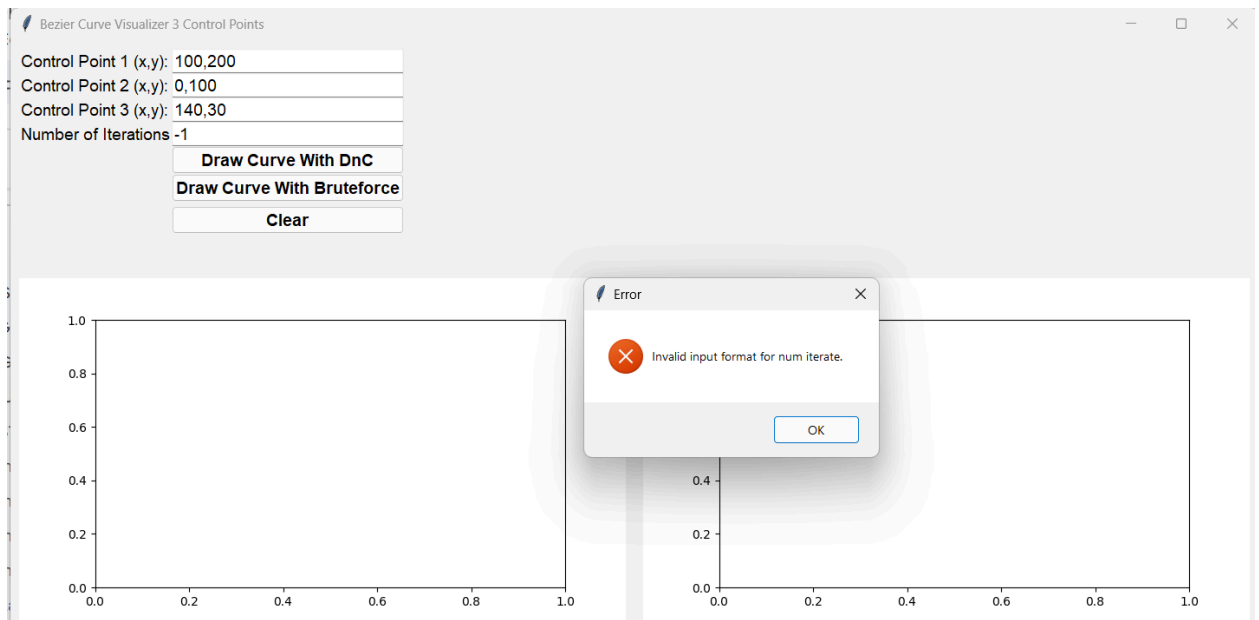 Bezier Curve Visualizer 3 Control Points
Control Point 1 (x,y): 100,200
Control Point 2 (x,y): 0,100
Control Point 3 (x,y): 140,30
Number of Iterations -1
Draw Curve With DnC
Draw Curve With Bruteforce
Clear
Error
Invalid input format for num iterate.
OK
1.0
0.8
0.6
0.4
0.2
0.0
0.0 0.2 0.4 0.6 0.8 1.0
0.4
0.2
0.0
0.0 0.2 0.4 0.6 0.8 1.0